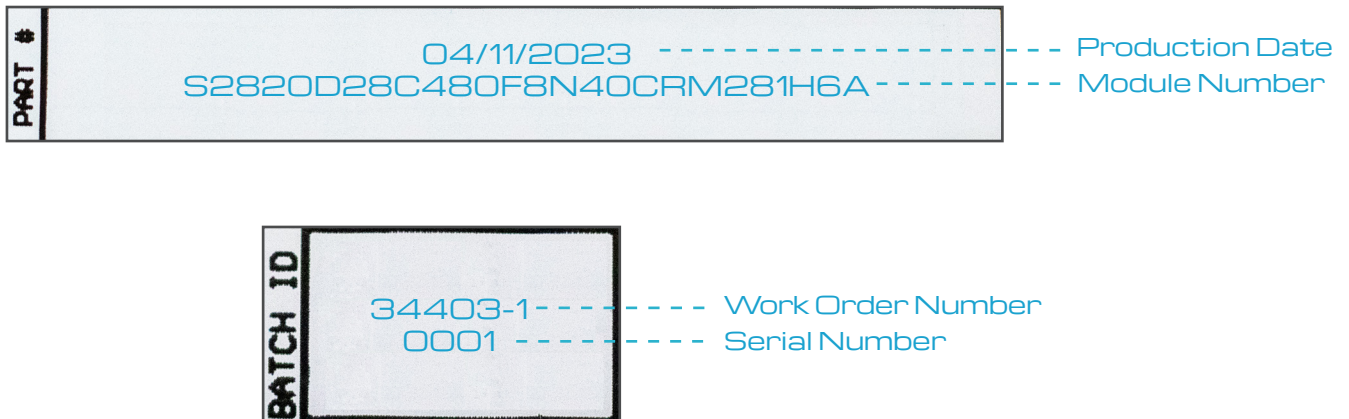 PART #
04/11/2023
Production Date
S2820D28C480F8N40CRM281H6A
Module Number
BATCH ID
34403-1
Work Order Number
0001
Serial Number